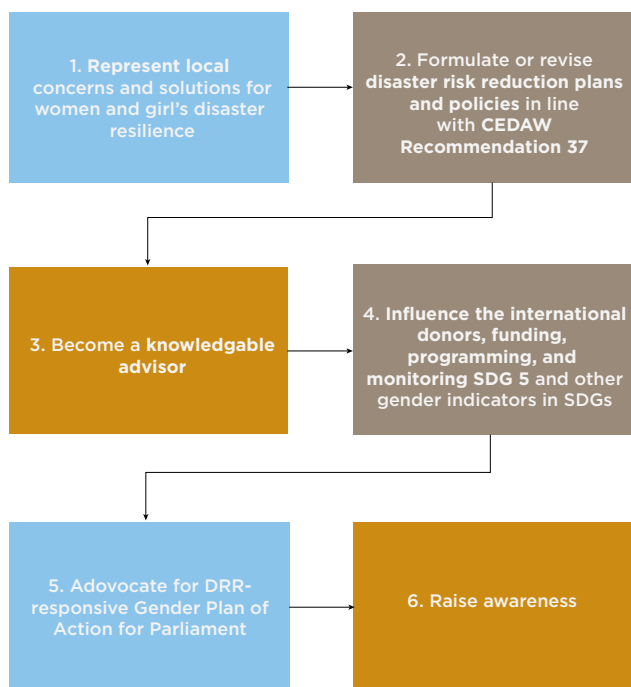 1. Represent local
concerns and solutions for
women and girl's disaster
resilience
2. Formulate or revise
disaster risk reduction plans
and policies in line
with CEDAW
Recommendation 37
3. Become a knowledgable
advisor
4. Influence the international
donors, funding,
programming, and
monitoring SDG 5 and other
gender indicators in SDGs
5. Adovocate for DRR-
responsive Gender Plan of
Action for Parliament
6. Raise awareness